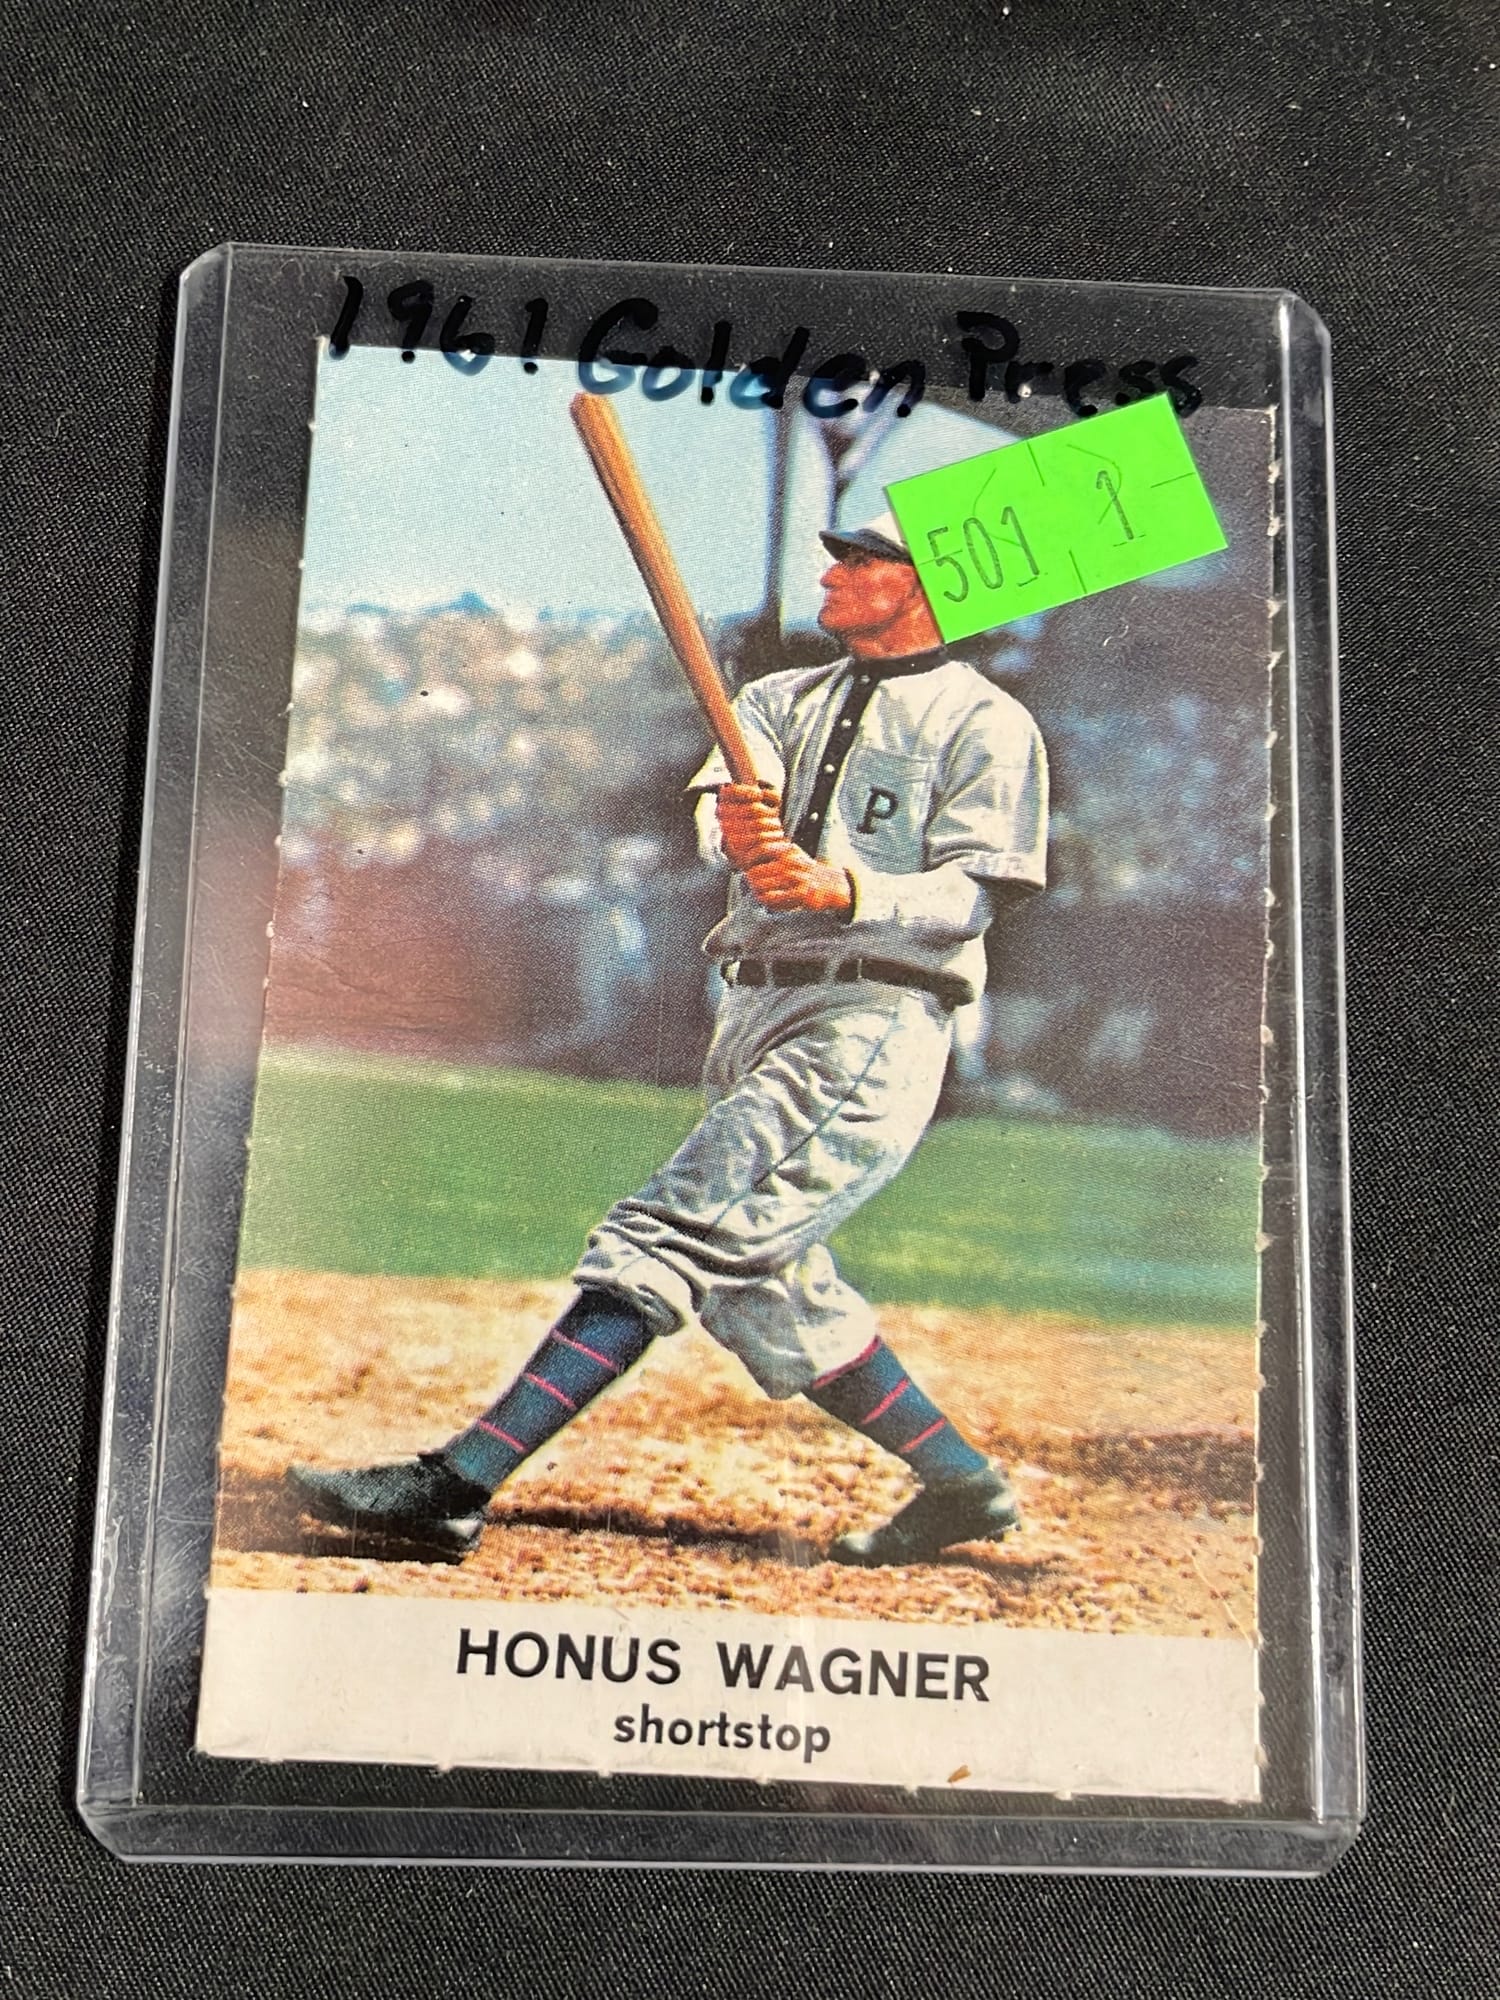 1961 Golden Press
501 1
P
HONUS WAGNER
shortstop